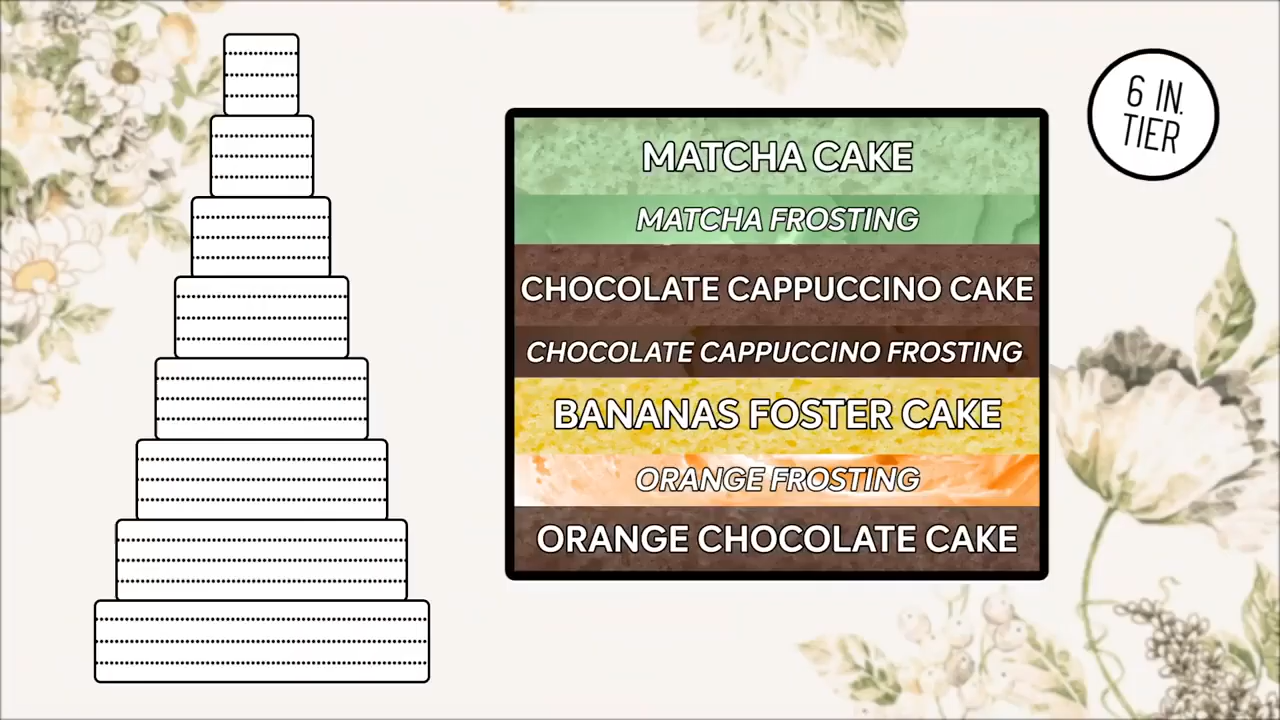 6 IN.
TIER
MATCHA CAKE
MATCHA FROSTING
CHOCOLATE CAPPUCCINO CAKE
CHOCOLATE CAPPUCCINO FROSTING
BANANAS FOSTER CAKE
ORANGE FROSTING
ORANGE CHOCOLATE CAKE